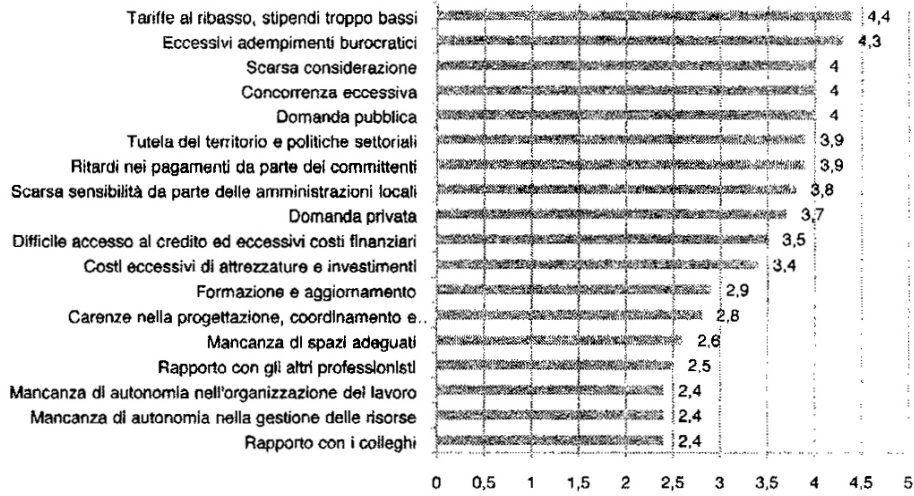 Tariffe al ribasso, stipendi troppo bassi 4,4
Eccessivi adempimenti burocratici 4,3
Scarsa considerazione 4
Concorrenza eccessiva 4
Domanda pubblica 4
Tutela del territorio e politiche settoriali 3,9
Ritardi nei pagamenti da parte dei committenti 3,9
Scarsa sensibilità da parte delle amministrazioni locali 3,8
Domanda privata 3,7
Difficile accesso al credito ed eccessivi costi finanziari 3,5
Costi eccessivi di attrezzature e investimenti 3,4
Formazione e aggiornamento 2,9
Carenze nella progettazione, coordinamento e.. 2,8
Mancanza di spazi adeguati 2,6
Rapporto con gli altri professionisti 2,5
Mancanza di autonomia nell'organizzazione del lavoro 2,4
Mancanza di autonomia nella gestione delle risorse 2,4
Rapporto con i colleghi 2,4
0 0,5 1 1,5 2 2,5 3 3,5 4 4,5 5